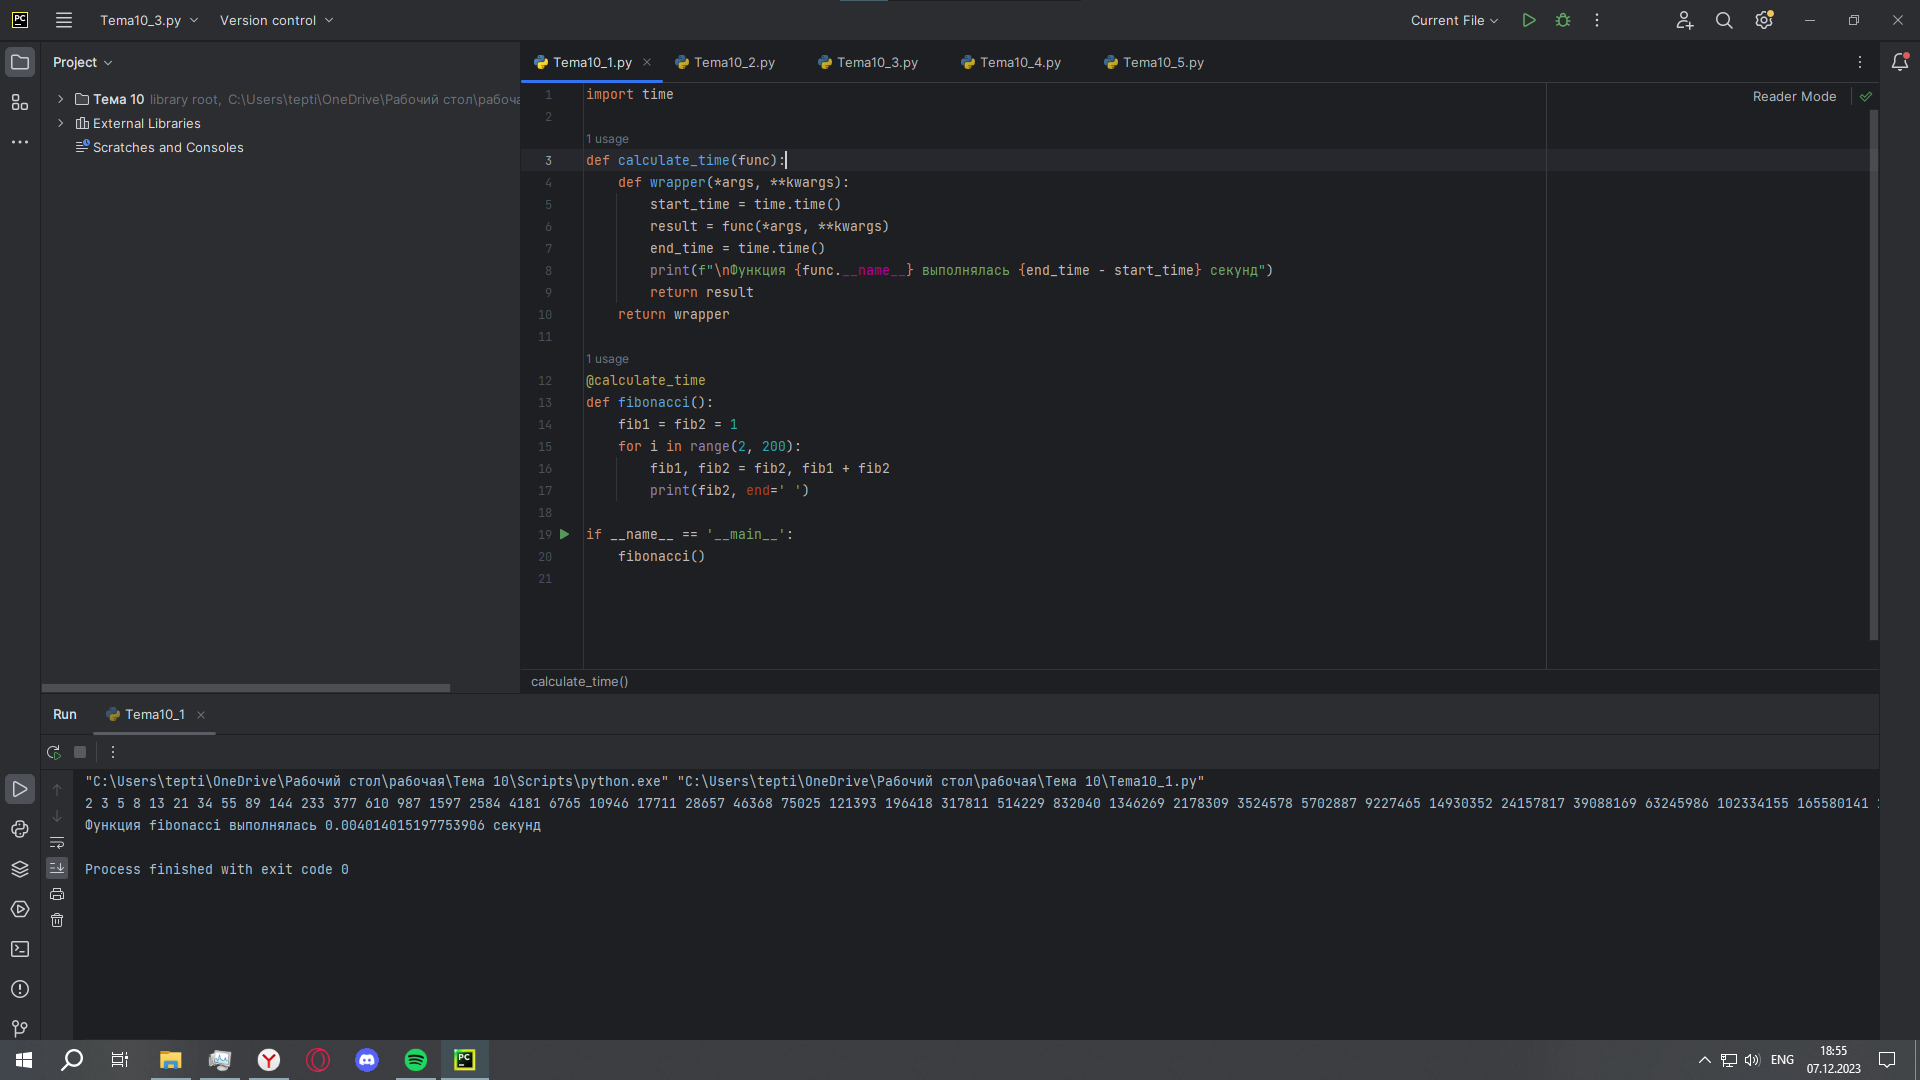 PC Tema10_3.py Version control Current File
Project
Тема 10 library root, C:\Users\tepti\OneDrive\Рабочий стол\рабоча
External Libraries
Scratches and Consoles
Tema10_1.py Tema10_2.py Tema10_3.py Tema10_4.py Tema10_5.py
Reader Mode
1 import time
2
1 usage
3 def calculate_time(func):
4 def wrapper(*args, **kwargs):
5 start_time = time.time()
6 result = func(*args, **kwargs)
7 end_time = time.time()
8 print(f"\nФункция {func.__name__} выполнялась {end_time - start_time} секунд")
9 return result
10 return wrapper
11
1 usage
12 @calculate_time
13 def fibonacci():
14 fib1 = fib2 = 1
15 for i in range(2, 200):
16 fib1, fib2 = fib2, fib1 + fib2
17 print(fib2, end=' ')
18
19 if __name__ == '__main__':
20 fibonacci()
21
calculate_time()
Run Tema10_1
"C:\Users\tepti\OneDrive\Рабочий стол\рабочая\Тема 10\Scripts\python.exe" "C:\Users\tepti\OneDrive\Рабочий стол\рабочая\Тема 10\Tema10_1.py"
2 3 5 8 13 21 34 55 89 144 233 377 610 987 1597 2584 4181 6765 10946 17711 28657 46368 75025 121393 196418 317811 514229 832040 1346269 2178309 3524578 5702887 9227465 14930352 24157817 39088169 63245986 102334155 165580141
Функция fibonacci выполнялась 0.004014015197753906 секунд
Process finished with exit code 0
PC
ENG
18:55
07.12.2023